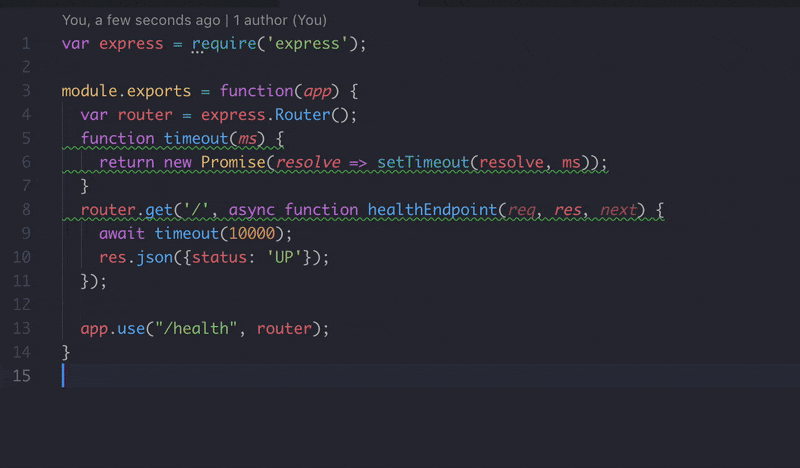 You, a few seconds ago | 1 author (You)
1 var express = require('express');
2
3 module.exports = function(app) {
4 var router = express.Router();
5 function timeout(ms) {
6 return new Promise(resolve => setTimeout(resolve, ms));
7 }
8 router.get('/', async function healthEndpoint(req, res, next) {
9 await timeout(10000);
10 res.json({status: 'UP'});
11 });
12
13 app.use("/health", router);
14 }
15